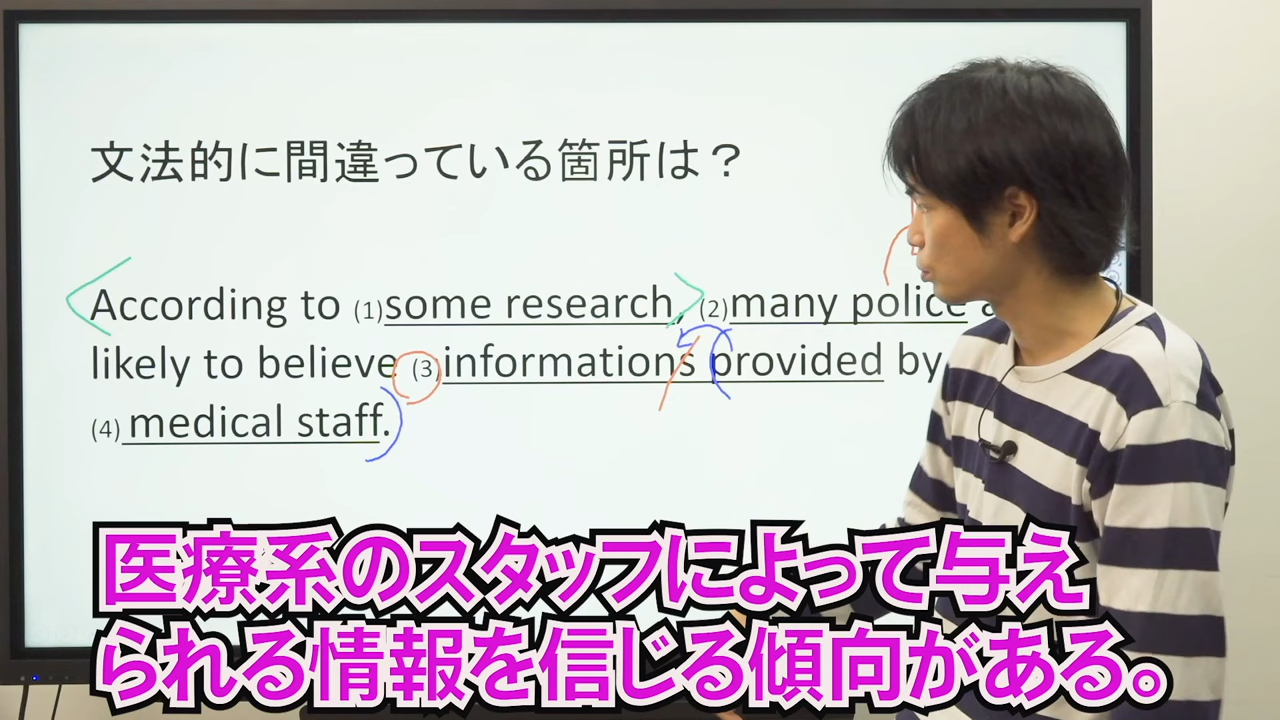 文法的に間違っている箇所は？
According to (1)some research, (2)many police
likely to believe (3)informations provided by
(4) medical staff.
医療系のスタッフによって与え
られる情報を信じる傾向がある。